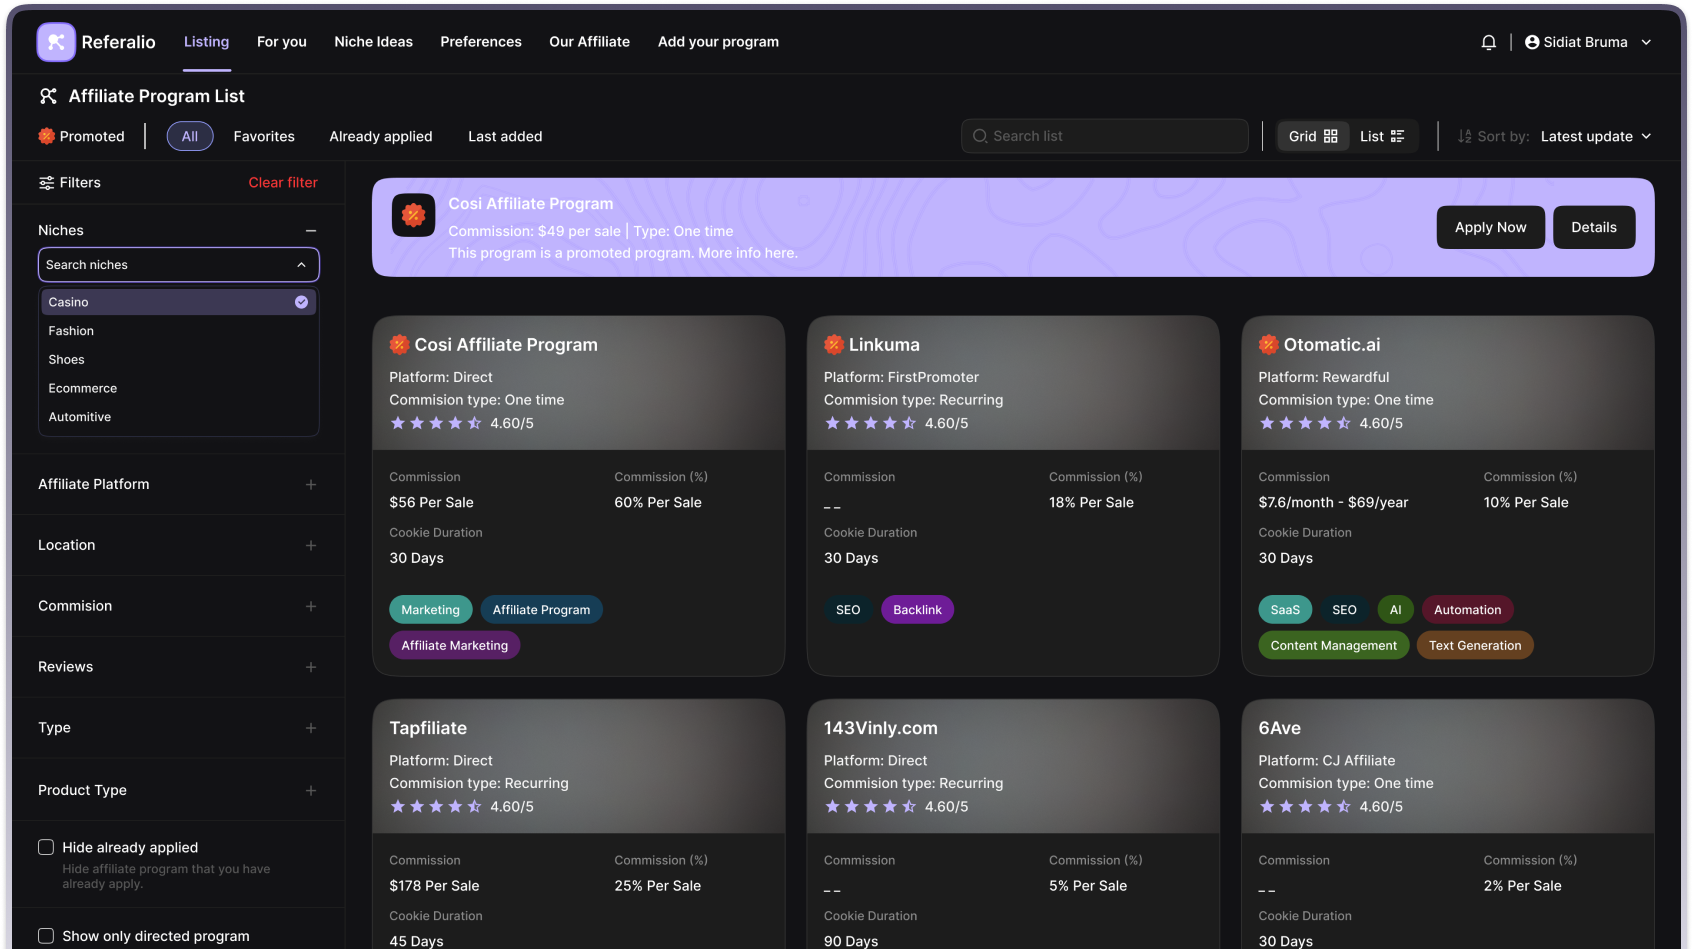 Referalio
Listing
For you
Niche Ideas
Preferences
Our Affiliate
Add your program
Sidiat Bruma
Affiliate Program List
Promoted
All
Favorites
Already applied
Last added
Search list
Grid
List
Sort by:
Latest update
Filters
Clear filter
Niches
Search niches
Casino
Fashion
Shoes
Ecommerce
Automitive
Affiliate Platform
Location
Commision
Reviews
Type
Product Type
Hide already applied
Hide affiliate program that you have
already apply.
Show only directed program
Cosi Affiliate Program
Commission: $49 per sale | Type: One time
This program is a promoted program. More info here.
Apply Now
Details
Cosi Affiliate Program
Platform: Direct
Commision type: One time
4.60/5
Commission
Commission (%)
$56 Per Sale
60% Per Sale
Cookie Duration
30 Days
Marketing
Affiliate Program
Affiliate Marketing
Linkuma
Platform: FirstPromoter
Commision type: Recurring
4.60/5
Commission
Commission (%)
_ _
18% Per Sale
Cookie Duration
30 Days
SEO
Backlink
Otomatic.ai
Platform: Rewardful
Commision type: One time
4.60/5
Commission
Commission (%)
$7.6/month - $69/year
10% Per Sale
Cookie Duration
30 Days
SaaS
SEO
AI
Automation
Content Management
Text Generation
Tapfiliate
Platform: Direct
Commision type: Recurring
4.60/5
Commission
Commission (%)
$178 Per Sale
25% Per Sale
Cookie Duration
45 Days
143Vinly.com
Platform: Direct
Commision type: Recurring
4.60/5
Commission
Commission (%)
_ _
5% Per Sale
Cookie Duration
90 Days
6Ave
Platform: CJ Affiliate
Commision type: One time
4.60/5
Commission
Commission (%)
_ _
2% Per Sale
Cookie Duration
30 Days